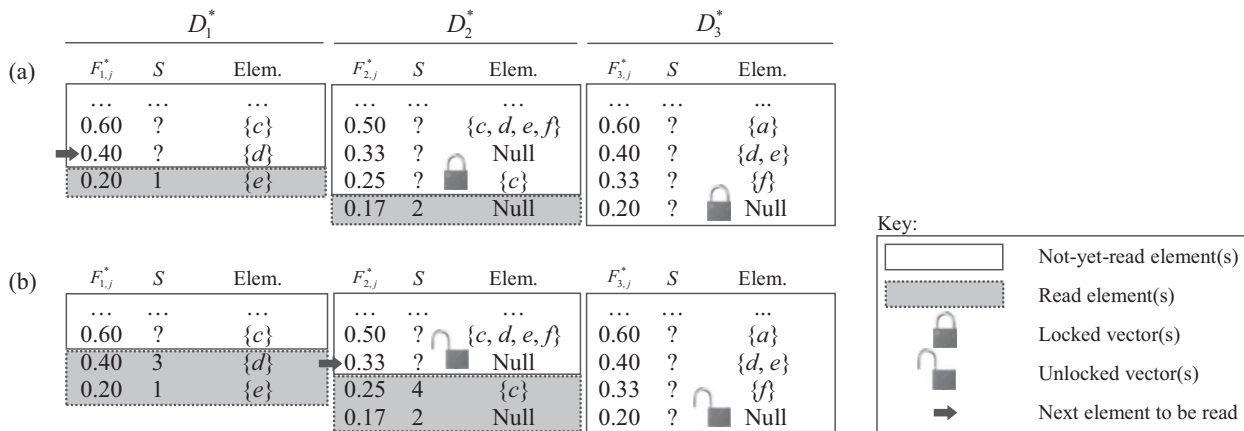 D₁* D₂* D₃*
(a) F*₁,ⱼ S Elem. F*₂,ⱼ S Elem. F*₃,ⱼ S Elem.
… … … … … … … … ...
0.60 ? {c} 0.50 ? {c, d, e, f} 0.60 ? {a}
0.40 ? {d} 0.33 ? Null 0.40 ? {d, e}
0.20 1 {e} 0.25 ? {c} 0.33 ? {f}
0.17 2 Null 0.20 ? Null
(b) F*₁,ⱼ S Elem. F*₂,ⱼ S Elem. F*₃,ⱼ S Elem.
… … … … … … … … ...
0.60 ? {c} 0.50 ? {c, d, e, f} 0.60 ? {a}
0.40 3 {d} 0.33 ? Null 0.40 ? {d, e}
0.20 1 {e} 0.25 4 {c} 0.33 ? {f}
0.17 2 Null 0.20 ? Null
Key:
Not-yet-read element(s)
Read element(s)
Locked vector(s)
Unlocked vector(s)
Next element to be read